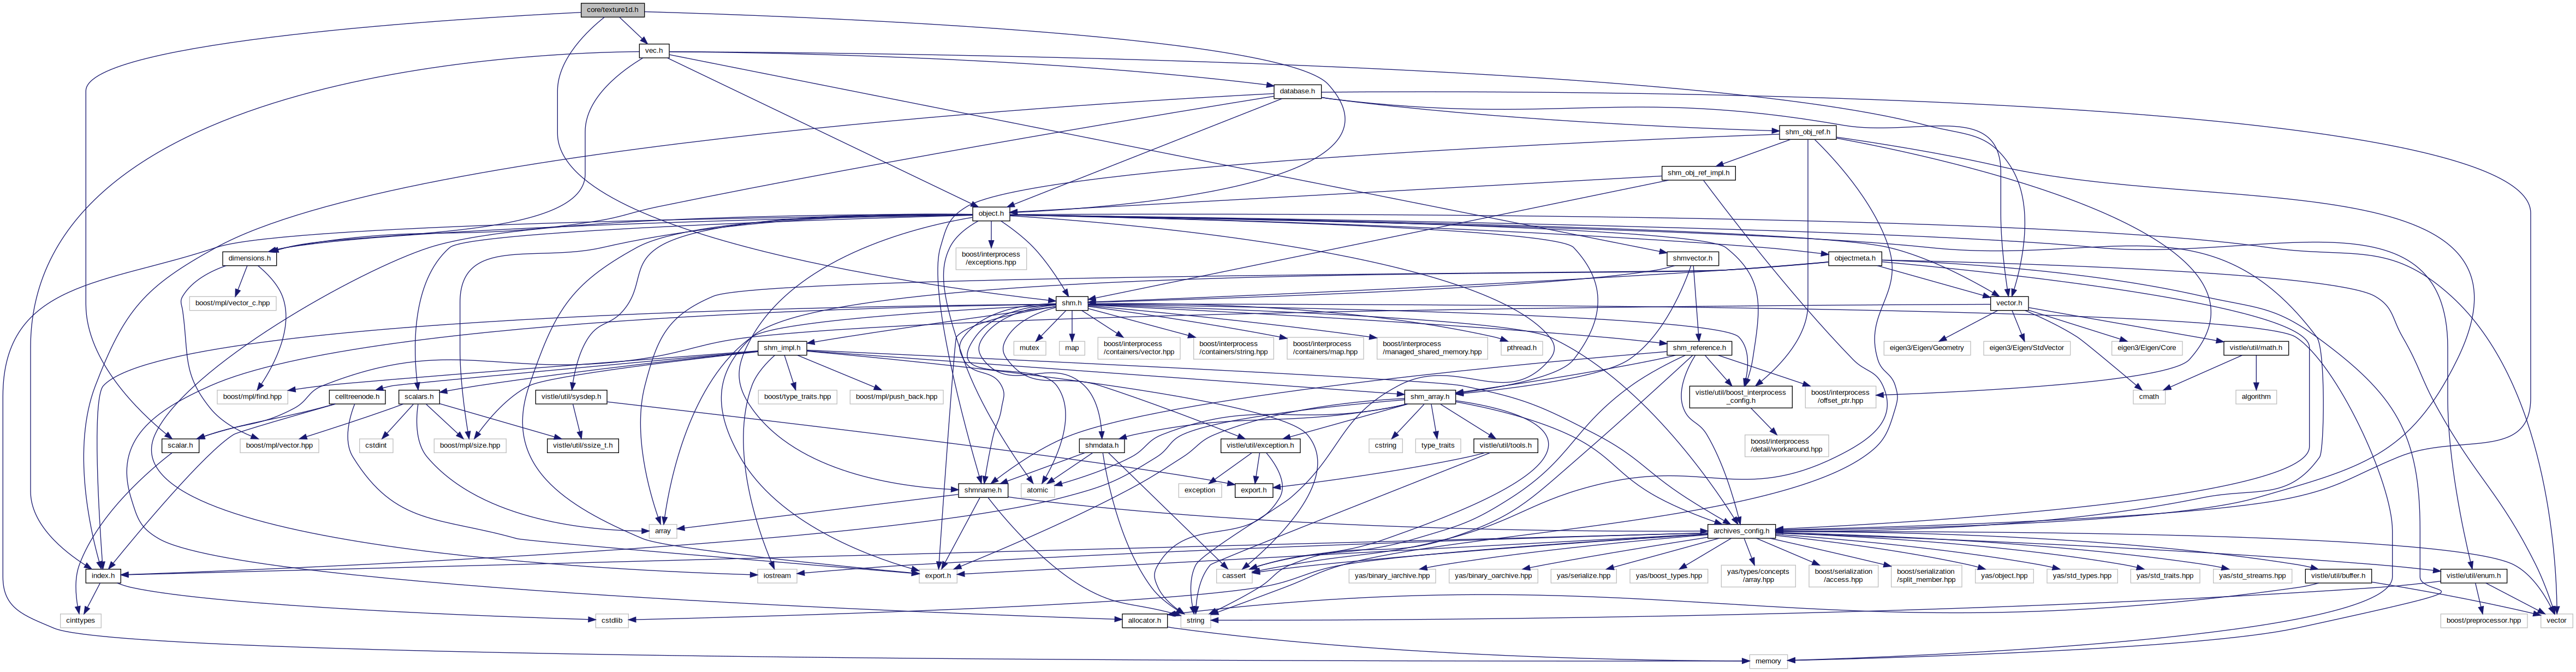 core/texture1d.h
vec.h
database.h
shm_obj_ref.h
shm_obj_ref_impl.h
object.h
dimensions.h
boost/interprocess
/exceptions.hpp
shmvector.h
objectmeta.h
boost/mpl/vector_c.hpp
shm.h
vector.h
shm_impl.h
mutex
map
boost/interprocess
/containers/vector.hpp
boost/interprocess
/containers/string.hpp
boost/interprocess
/containers/map.hpp
boost/interprocess
/managed_shared_memory.hpp
pthread.h
shm_reference.h
eigen3/Eigen/Geometry
eigen3/Eigen/StdVector
eigen3/Eigen/Core
vistle/util/math.h
boost/mpl/find.hpp
celltreenode.h
scalars.h
vistle/util/sysdep.h
boost/type_traits.hpp
boost/mpl/push_back.hpp
shm_array.h
vistle/util/boost_interprocess
_config.h
boost/interprocess
/offset_ptr.hpp
cmath
algorithm
scalar.h
boost/mpl/vector.hpp
cstdint
boost/mpl/size.hpp
vistle/util/ssize_t.h
shmdata.h
vistle/util/exception.h
cstring
type_traits
vistle/util/tools.h
boost/interprocess
/detail/workaround.hpp
shmname.h
atomic
exception
export.h
array
archives_config.h
index.h
iostream
export.h
cassert
yas/binary_iarchive.hpp
yas/binary_oarchive.hpp
yas/serialize.hpp
yas/boost_types.hpp
yas/types/concepts
/array.hpp
boost/serialization
/access.hpp
boost/serialization
/split_member.hpp
yas/object.hpp
yas/std_types.hpp
yas/std_traits.hpp
yas/std_streams.hpp
vistle/util/buffer.h
vistle/util/enum.h
cinttypes
cstdlib
allocator.h
string
boost/preprocessor.hpp
vector
memory